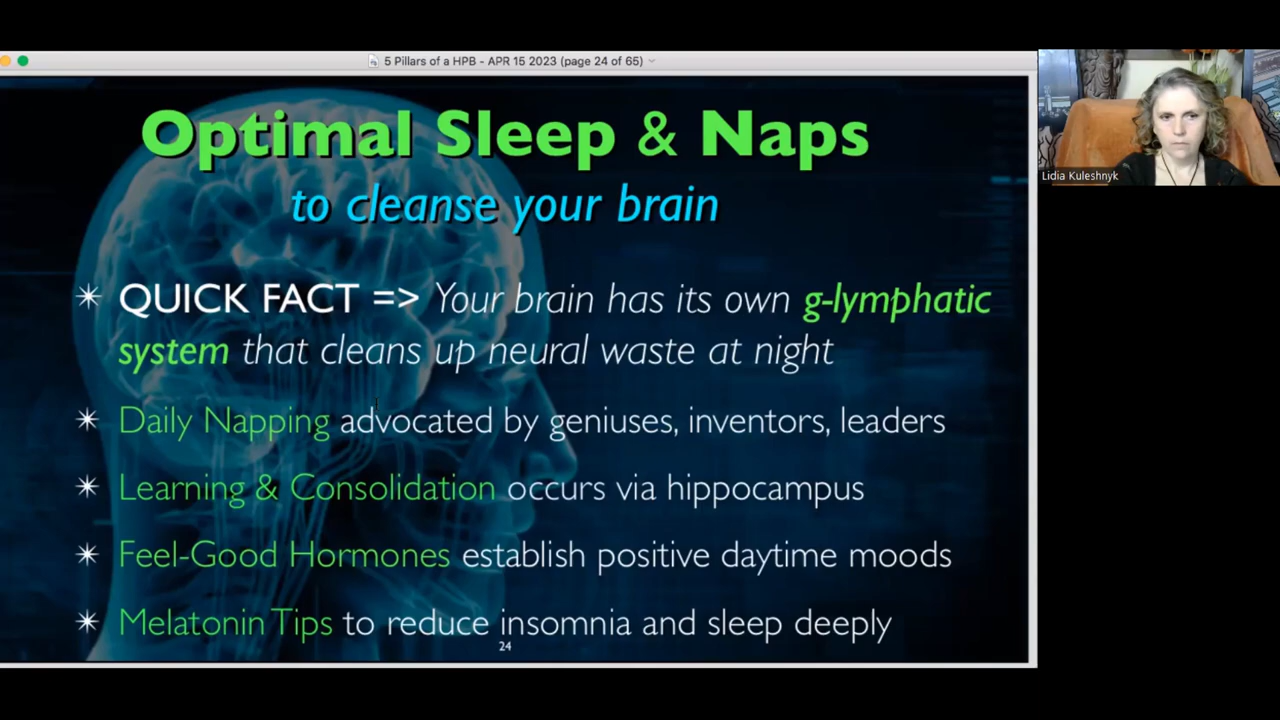 5 Pillars of a HPB - APR 15 2023 (page 24 of 65)
Optimal Sleep & Naps
to cleanse your brain
QUICK FACT => Your brain has its own g-lymphatic
system that cleans up neural waste at night
Daily Napping advocated by geniuses, inventors, leaders
Learning & Consolidation occurs via hippocampus
Feel-Good Hormones establish positive daytime moods
Melatonin Tips to reduce insomnia and sleep deeply
24
Lidia Kuleshnyk